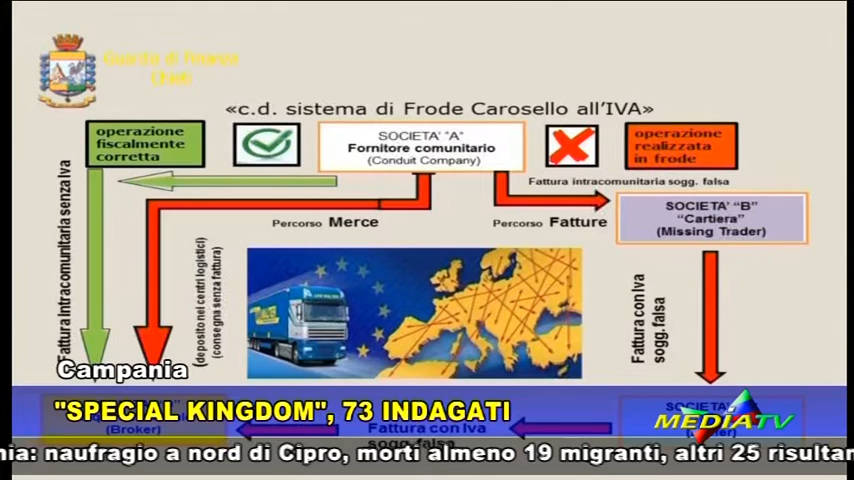 Guardia di Finanza
Chieti
«c.d. sistema di Frode Carosello all'IVA»
operazione
fiscalmente
corretta
SOCIETA' "A"
Fornitore comunitario
(Conduit Company)
operazione
realizzata
in frode
Fattura intracomunitaria sogg. falsa
SOCIETA' "B"
"Cartiera"
(Missing Trader)
Percorso Merce
Percorso Fatture
Fattura intracomunitaria senza Iva
(deposito nei centri logistici)
(consegna senza fattura)
Fattura con Iva
sogg. falsa
Campania
"SPECIAL KINGDOM", 73 INDAGATI
MEDIATV
(Broker)
Fattura con Iva
sogg. falsa
nia: naufragio a nord di Cipro, morti almeno 19 migranti, altri 25 risultan